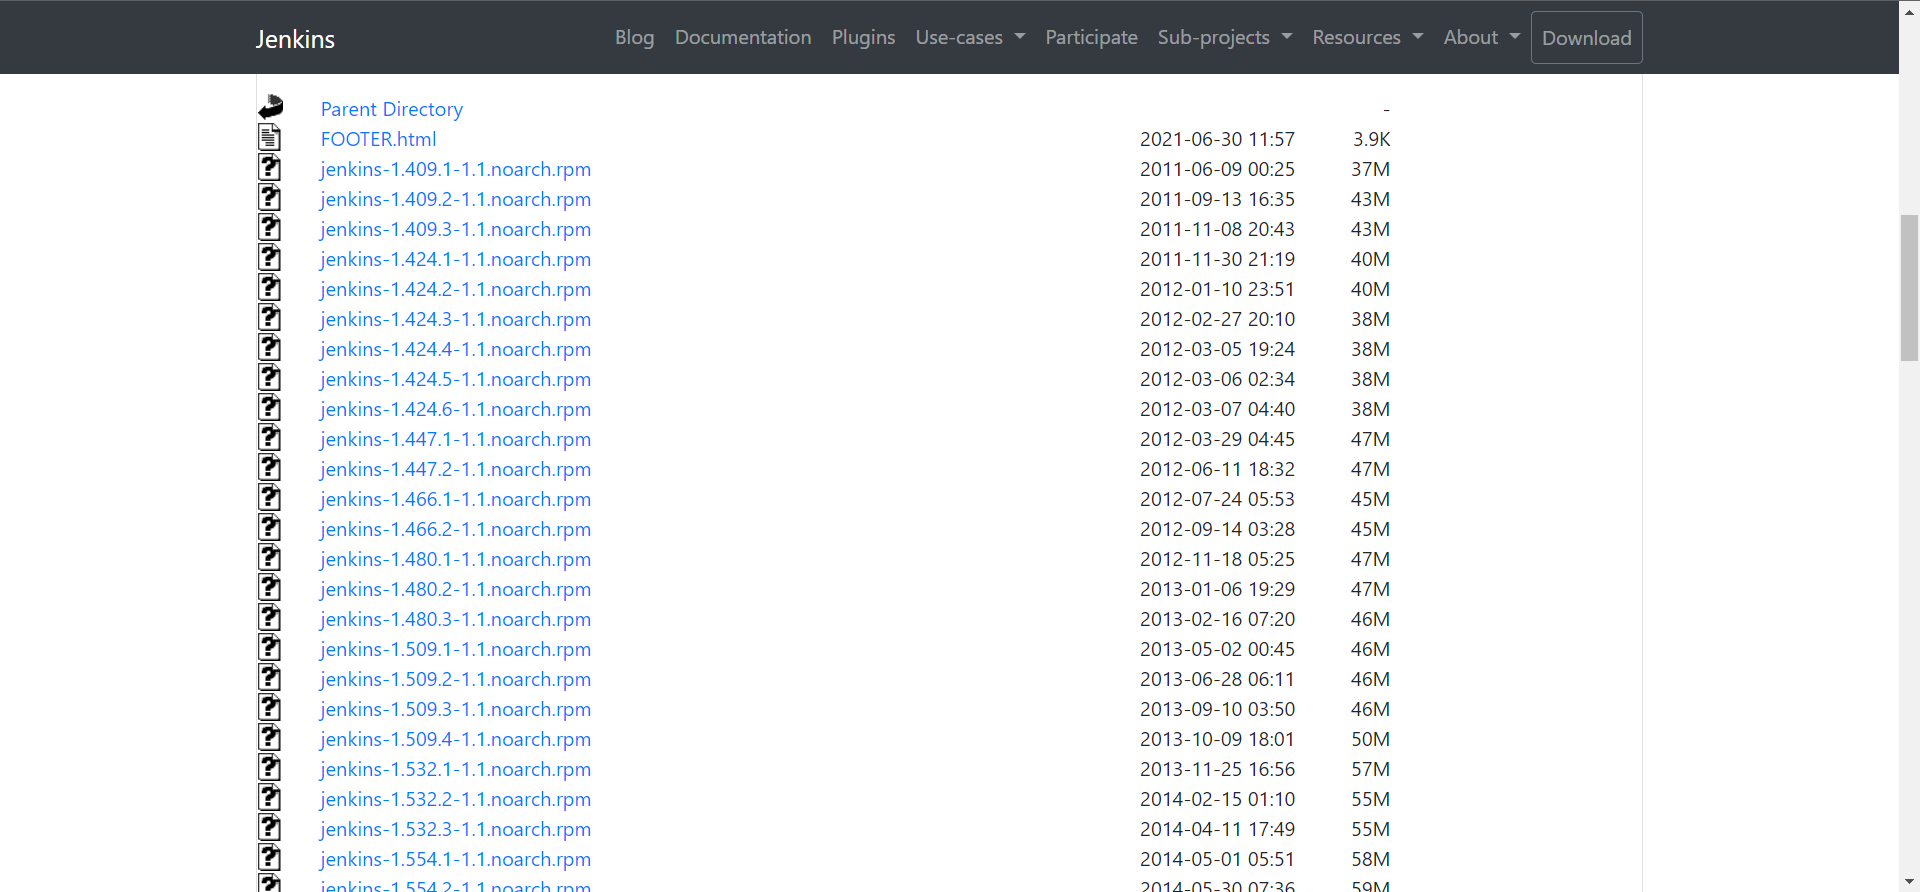 Jenkins Blog Documentation Plugins Use-cases Participate Sub-projects Resources About Download
Parent Directory -
FOOTER.html 2021-06-30 11:57 3.9K
jenkins-1.409.1-1.1.noarch.rpm 2011-06-09 00:25 37M
jenkins-1.409.2-1.1.noarch.rpm 2011-09-13 16:35 43M
jenkins-1.409.3-1.1.noarch.rpm 2011-11-08 20:43 43M
jenkins-1.424.1-1.1.noarch.rpm 2011-11-30 21:19 40M
jenkins-1.424.2-1.1.noarch.rpm 2012-01-10 23:51 40M
jenkins-1.424.3-1.1.noarch.rpm 2012-02-27 20:10 38M
jenkins-1.424.4-1.1.noarch.rpm 2012-03-05 19:24 38M
jenkins-1.424.5-1.1.noarch.rpm 2012-03-06 02:34 38M
jenkins-1.424.6-1.1.noarch.rpm 2012-03-07 04:40 38M
jenkins-1.447.1-1.1.noarch.rpm 2012-03-29 04:45 47M
jenkins-1.447.2-1.1.noarch.rpm 2012-06-11 18:32 47M
jenkins-1.466.1-1.1.noarch.rpm 2012-07-24 05:53 45M
jenkins-1.466.2-1.1.noarch.rpm 2012-09-14 03:28 45M
jenkins-1.480.1-1.1.noarch.rpm 2012-11-18 05:25 47M
jenkins-1.480.2-1.1.noarch.rpm 2013-01-06 19:29 47M
jenkins-1.480.3-1.1.noarch.rpm 2013-02-16 07:20 46M
jenkins-1.509.1-1.1.noarch.rpm 2013-05-02 00:45 46M
jenkins-1.509.2-1.1.noarch.rpm 2013-06-28 06:11 46M
jenkins-1.509.3-1.1.noarch.rpm 2013-09-10 03:50 46M
jenkins-1.509.4-1.1.noarch.rpm 2013-10-09 18:01 50M
jenkins-1.532.1-1.1.noarch.rpm 2013-11-25 16:56 57M
jenkins-1.532.2-1.1.noarch.rpm 2014-02-15 01:10 55M
jenkins-1.532.3-1.1.noarch.rpm 2014-04-11 17:49 55M
jenkins-1.554.1-1.1.noarch.rpm 2014-05-01 05:51 58M
jenkins-1.554.2-1.1.noarch.rpm 2014-05-30 07:36 59M